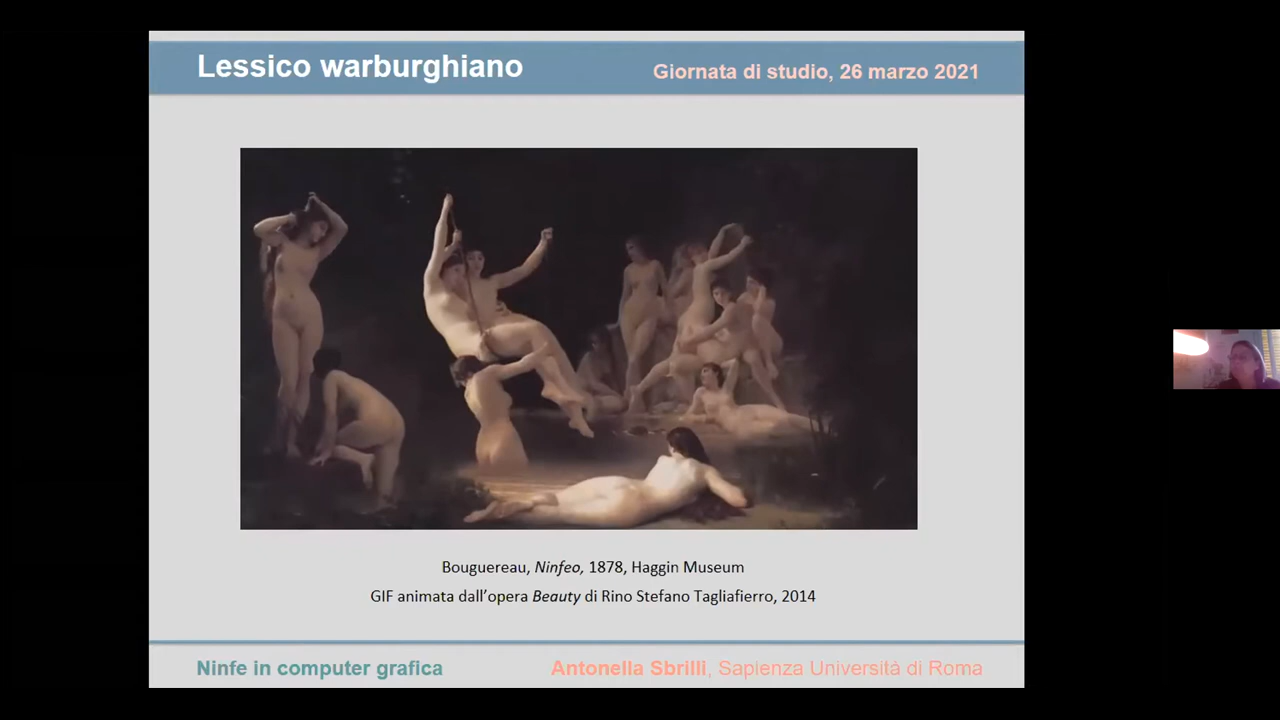 Lessico warburghiano
Giornata di studio, 26 marzo 2021
Bouguereau, Ninfeo, 1878, Haggin Museum
GIF animata dall'opera Beauty di Rino Stefano Tagliafierro, 2014
Ninfe in computer grafica
Antonella Sbrilli, Sapienza Universitá di Roma